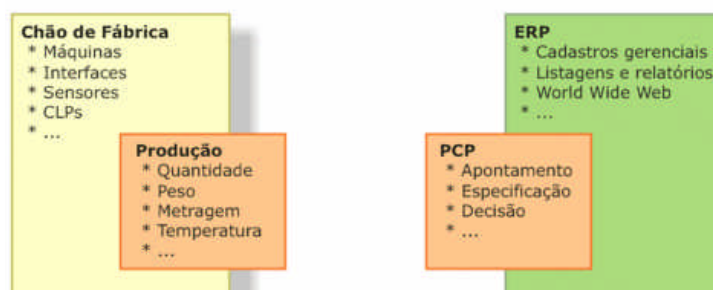 Chão de Fábrica
* Máquinas
* Interfaces
* Sensores
* CLPs
* ...
Produção
* Quantidade
* Peso
* Metragem
* Temperatura
* ...
ERP
* Cadastros gerenciais
* Listagens e relatórios
* World Wide Web
* ...
PCP
* Apontamento
* Especificação
* Decisão
* ...